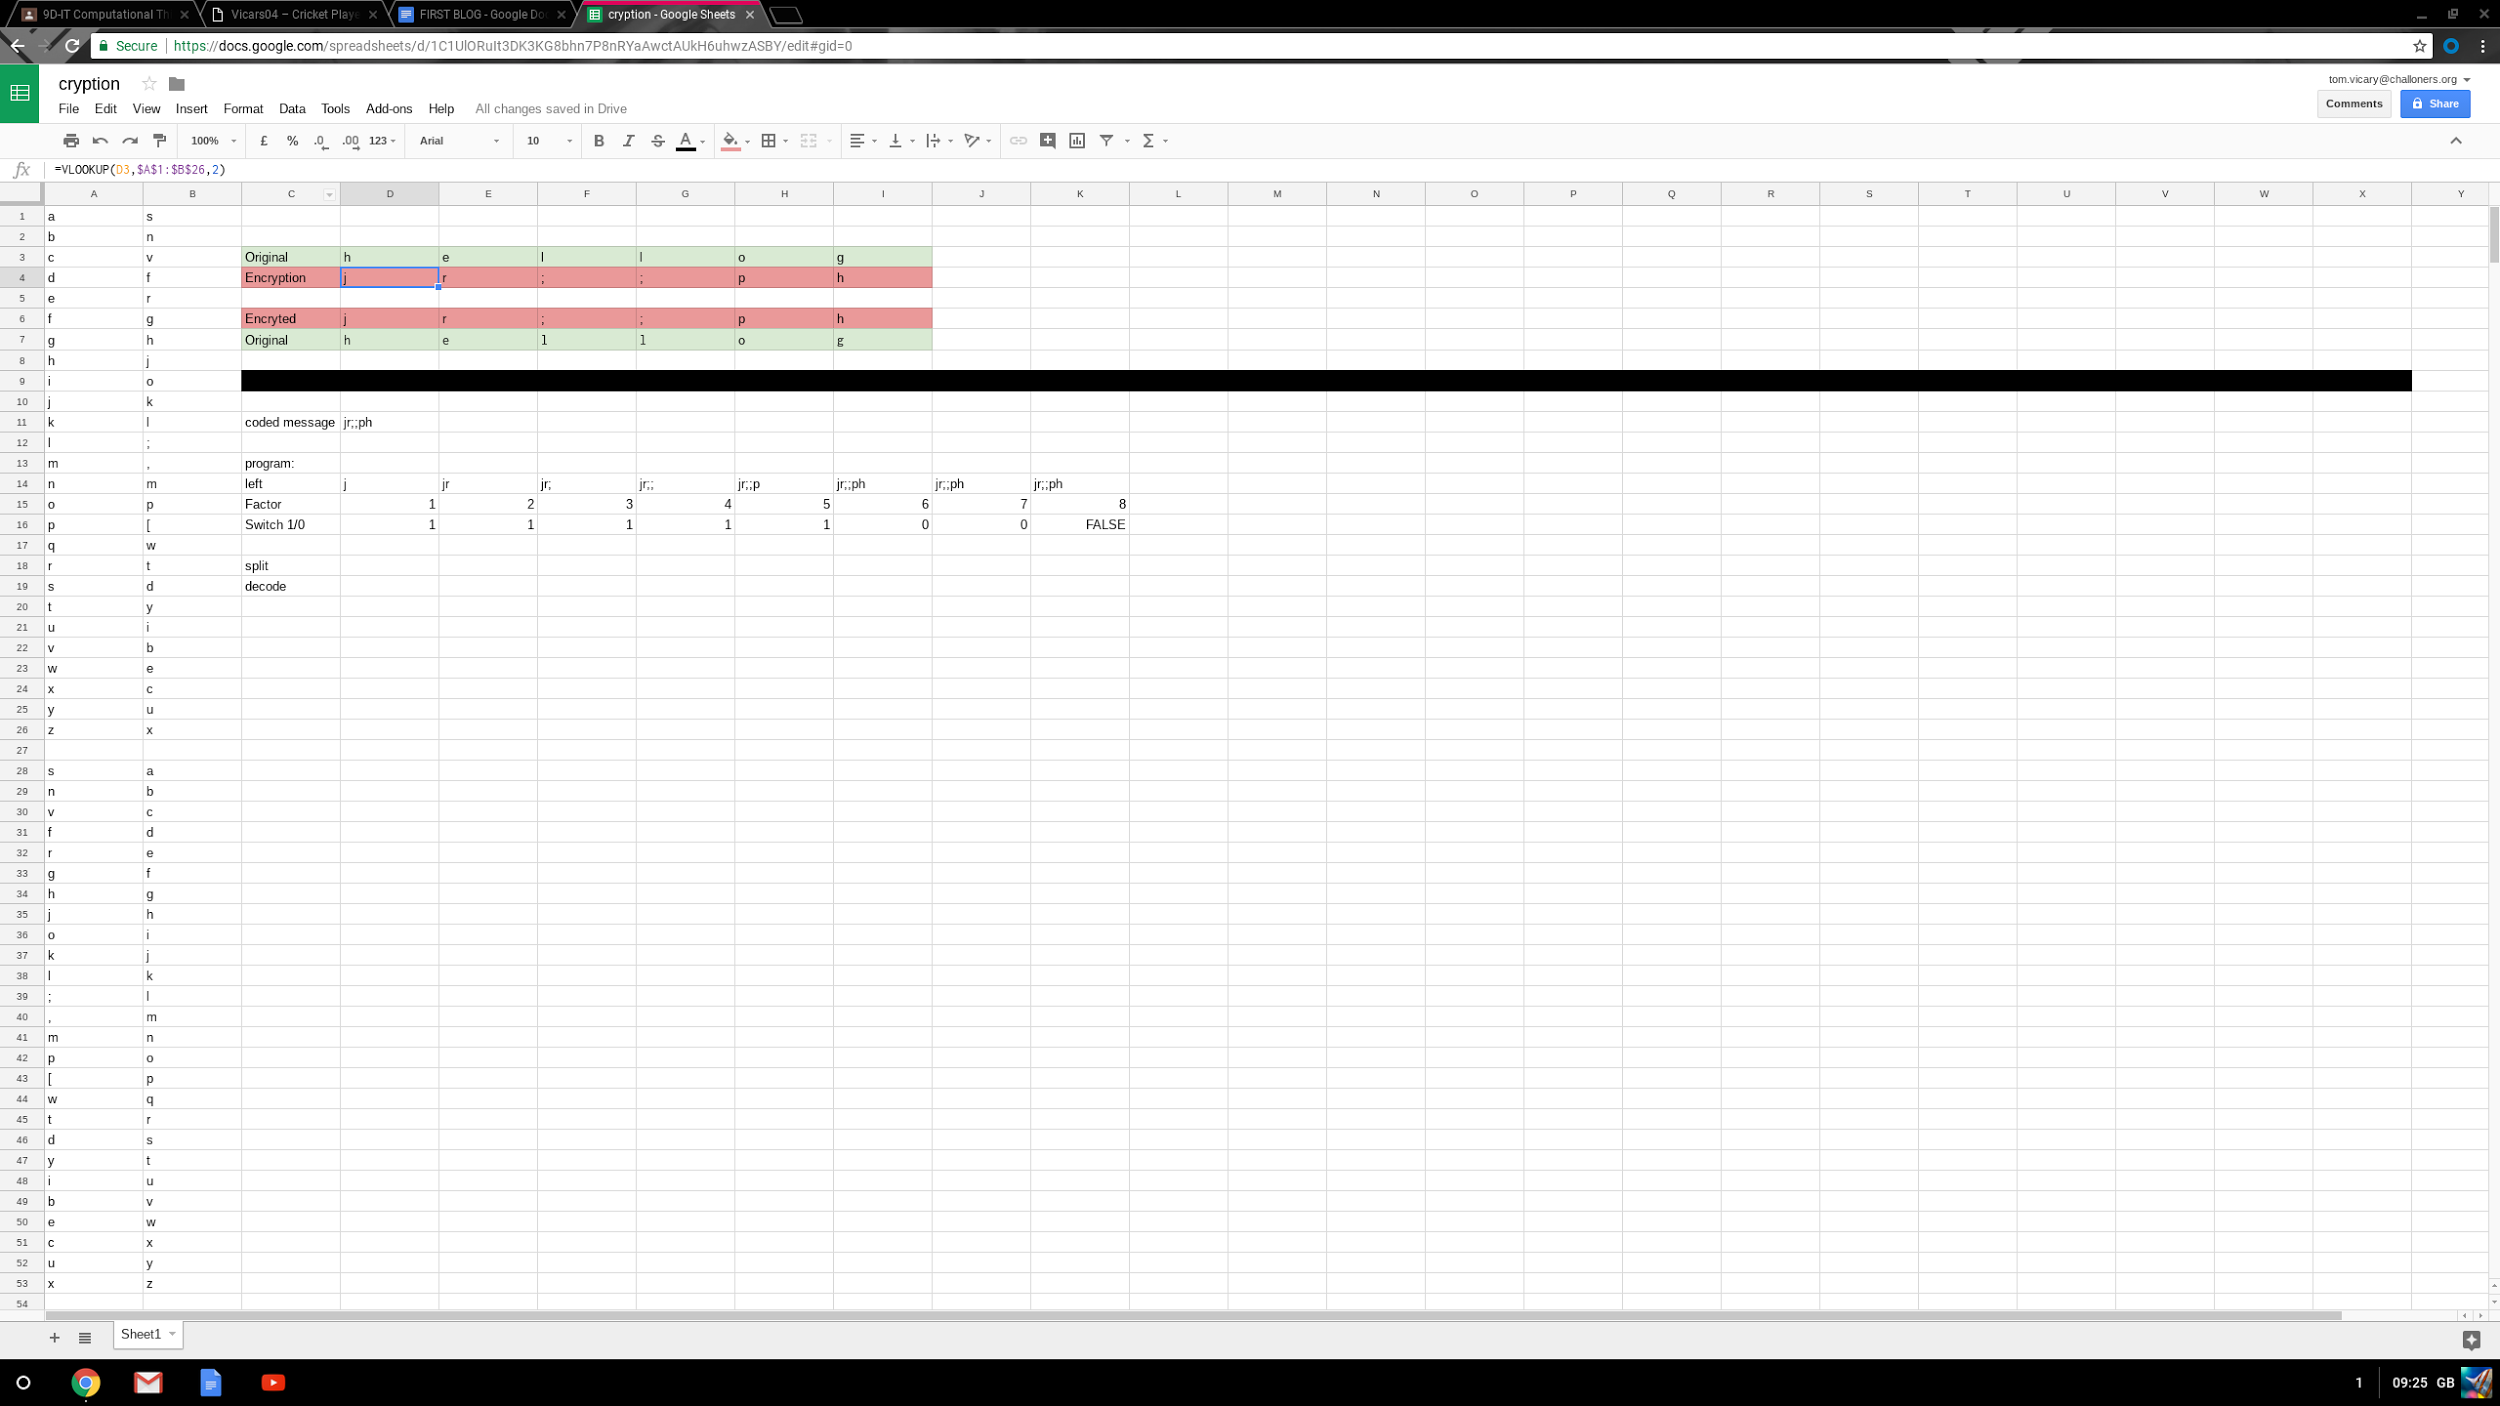 9D-IT Computational Th
Vicars04 – Cricket Playe
FIRST BLOG - Google Do
cryption - Google Sheets
Secure https://docs.google.com/spreadsheets/d/1C1UlORuIt3DK3KG8bhn7P8nRYaAwctAUkH6uhwzASBY/edit#gid=0
cryption
tom.vicary@challoners.org
File Edit View Insert Format Data Tools Add-ons Help All changes saved in Drive
Comments Share
100% £ % .0 .00 123 Arial 10 B I S A Σ
fx =VLOOKUP(D3,$A$1:$B$26,2)
A B C D E F G H I J K L M N O P Q R S T U V W X Y
1 a s
2 b n
3 c v Original h e l l o g
4 d f Encryption j r ; ; p h
5 e r
6 f g Encryted j r ; ; p h
7 g h Original h e l l o g
8 h j
9 i o
10 j k
11 k l coded message jr;;ph
12 l ;
13 m , program:
14 n m left j jr jr; jr;; jr;;p jr;;ph jr;;ph jr;;ph
15 o p Factor 1 2 3 4 5 6 7 8
16 p [ Switch 1/0 1 1 1 1 1 0 0 FALSE
17 q w
18 r t split
19 s d decode
20 t y
21 u i
22 v b
23 w e
24 x c
25 y u
26 z x
27
28 s a
29 n b
30 v c
31 f d
32 r e
33 g f
34 h g
35 j h
36 o i
37 k j
38 l k
39 ; l
40 , m
41 m n
42 p o
43 [ p
44 w q
45 t r
46 d s
47 y t
48 i u
49 b v
50 e w
51 c x
52 u y
53 x z
54
+ Sheet1
1 09:25 GB